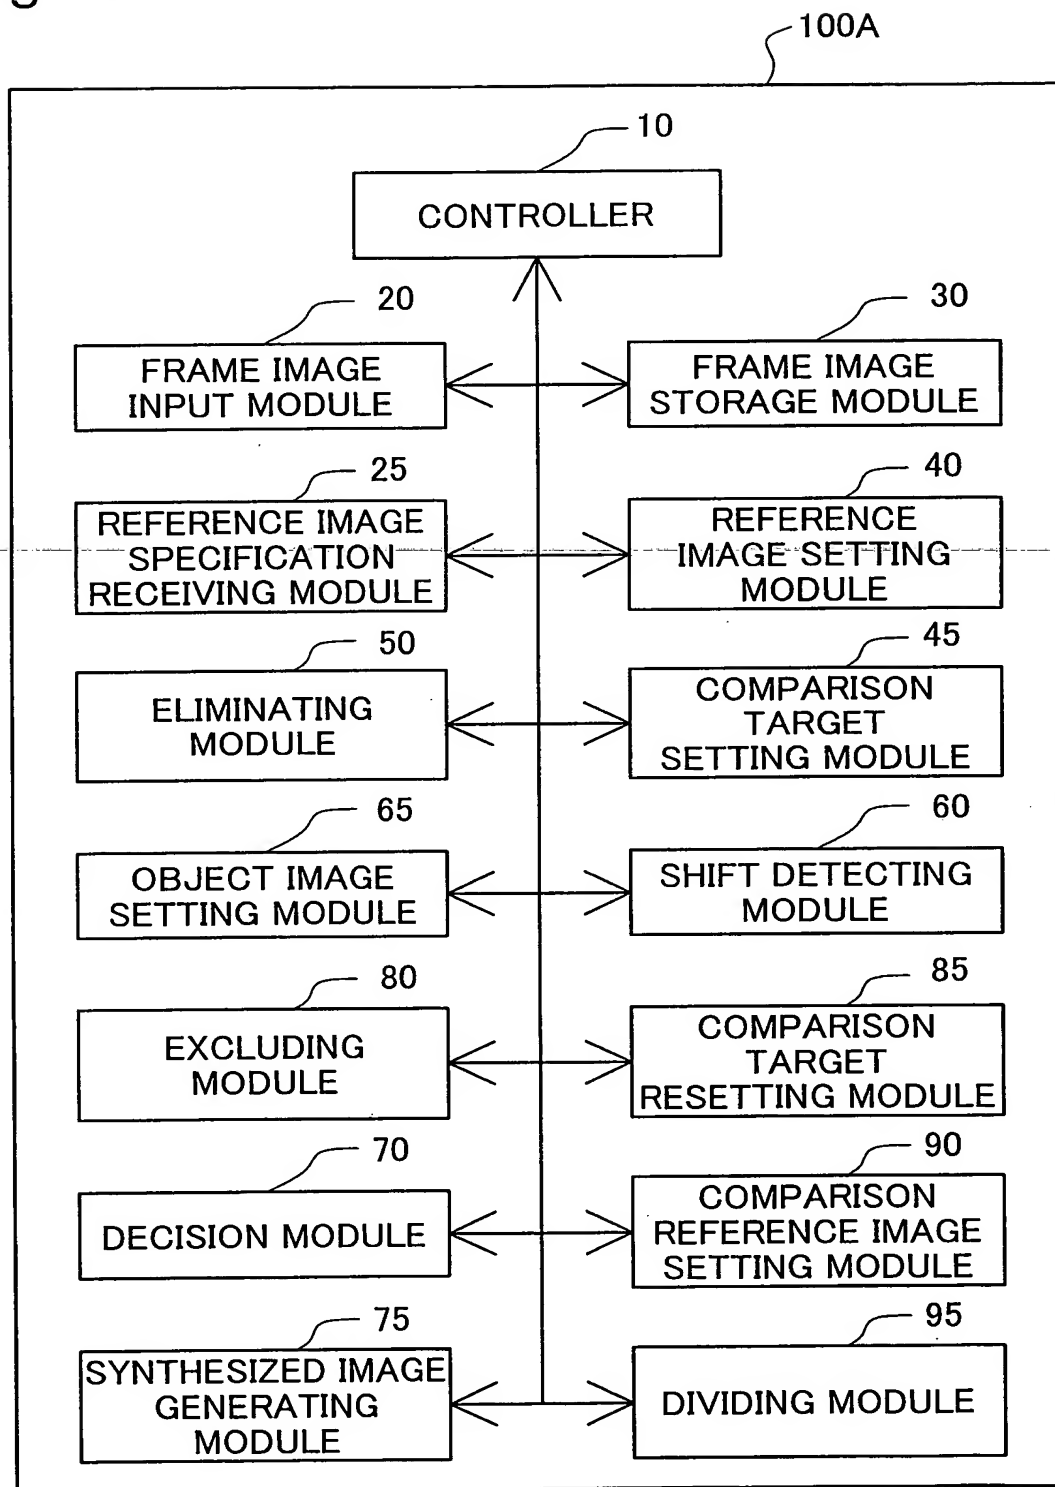 100A
10
CONTROLLER
20
FRAME IMAGE
INPUT MODULE
30
FRAME IMAGE
STORAGE MODULE
25
REFERENCE IMAGE
SPECIFICATION
RECEIVING MODULE
40
REFERENCE
IMAGE SETTING
MODULE
50
ELIMINATING
MODULE
45
COMPARISON
TARGET
SETTING MODULE
65
OBJECT IMAGE
SETTING MODULE
60
SHIFT DETECTING
MODULE
80
EXCLUDING
MODULE
85
COMPARISON
TARGET
RESETTING MODULE
70
DECISION MODULE
90
COMPARISON
REFERENCE IMAGE
SETTING MODULE
75
SYNTHESIZED IMAGE
GENERATING
MODULE
95
DIVIDING MODULE